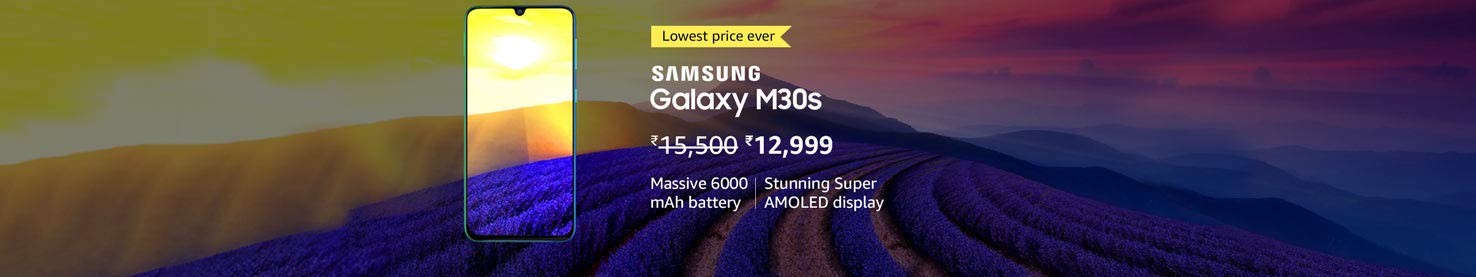 Lowest price ever
SAMSUNG
Galaxy M30s
₹15,500 ₹12,999
Massive 6000 | Stunning Super
mAh battery | AMOLED display